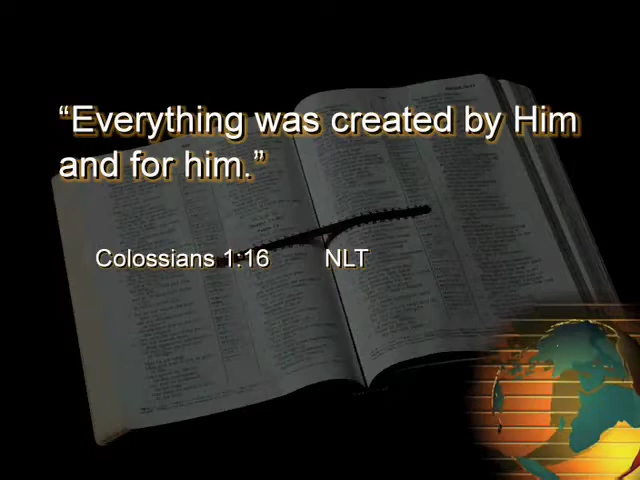 “Everything was created by Him
and for him.”
Colossians 1:16 NLT